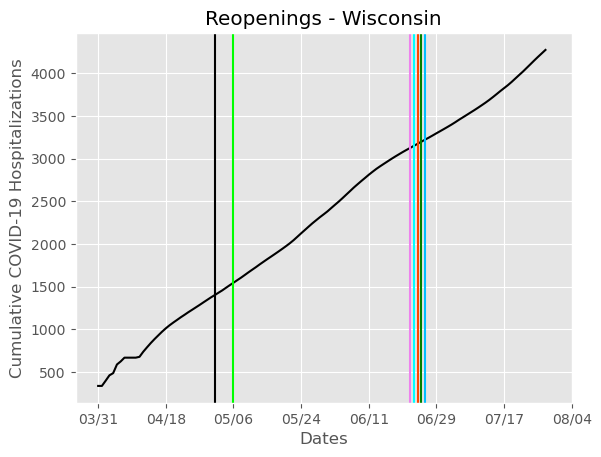 Reopenings - Wisconsin
Cumulative COVID-19 Hospitalizations
4000
3500
3000
2500
2000
1500
1000
500
03/31 04/18 05/06 05/24 06/11 06/29 07/17 08/04
Dates